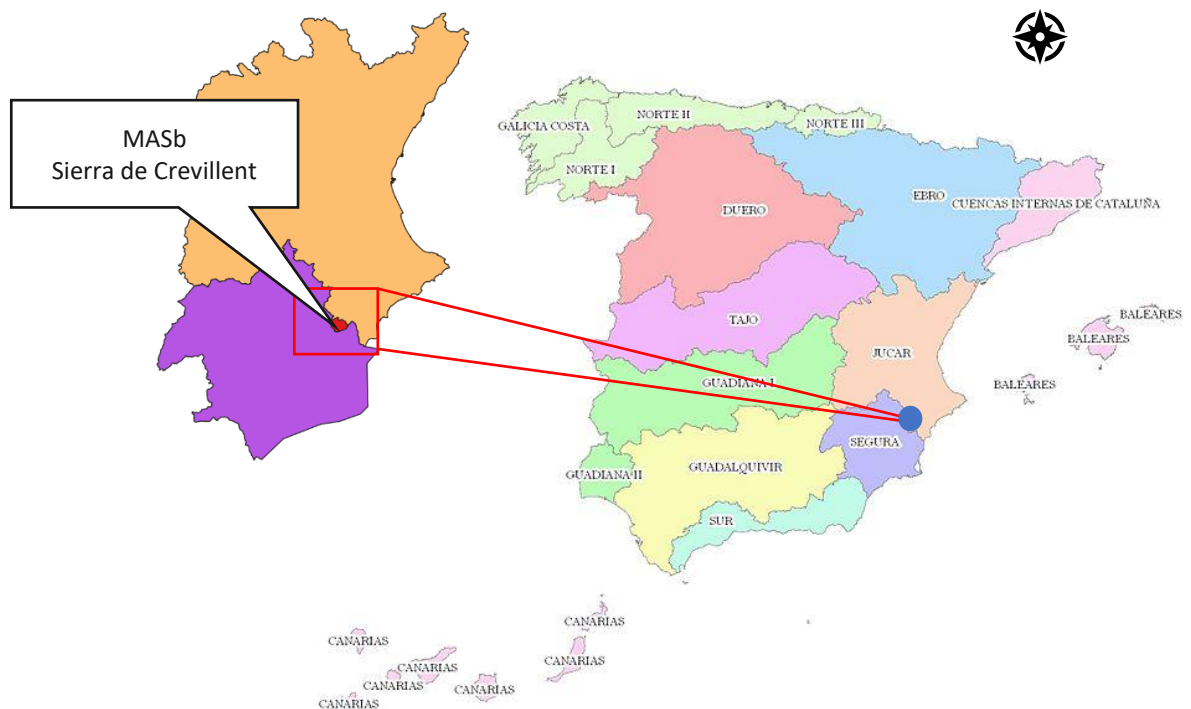 MASb
Sierra de Crevillent
GALICIA COSTA
NORTE II
NORTE III
NORTE I
EBRO
CUENCAS INTERNAS DE CATALUÑA
DUERO
TAJO
BALEARES
BALEARES
JUCAR
BALEARES
GUADIANA I
SEGURA
GUADALQUIVIR
GUADIANA II
SUR
CANARIAS
CANARIAS
CANARIAS
CANARIAS
CANARIAS
CANARIAS
CANARIAS